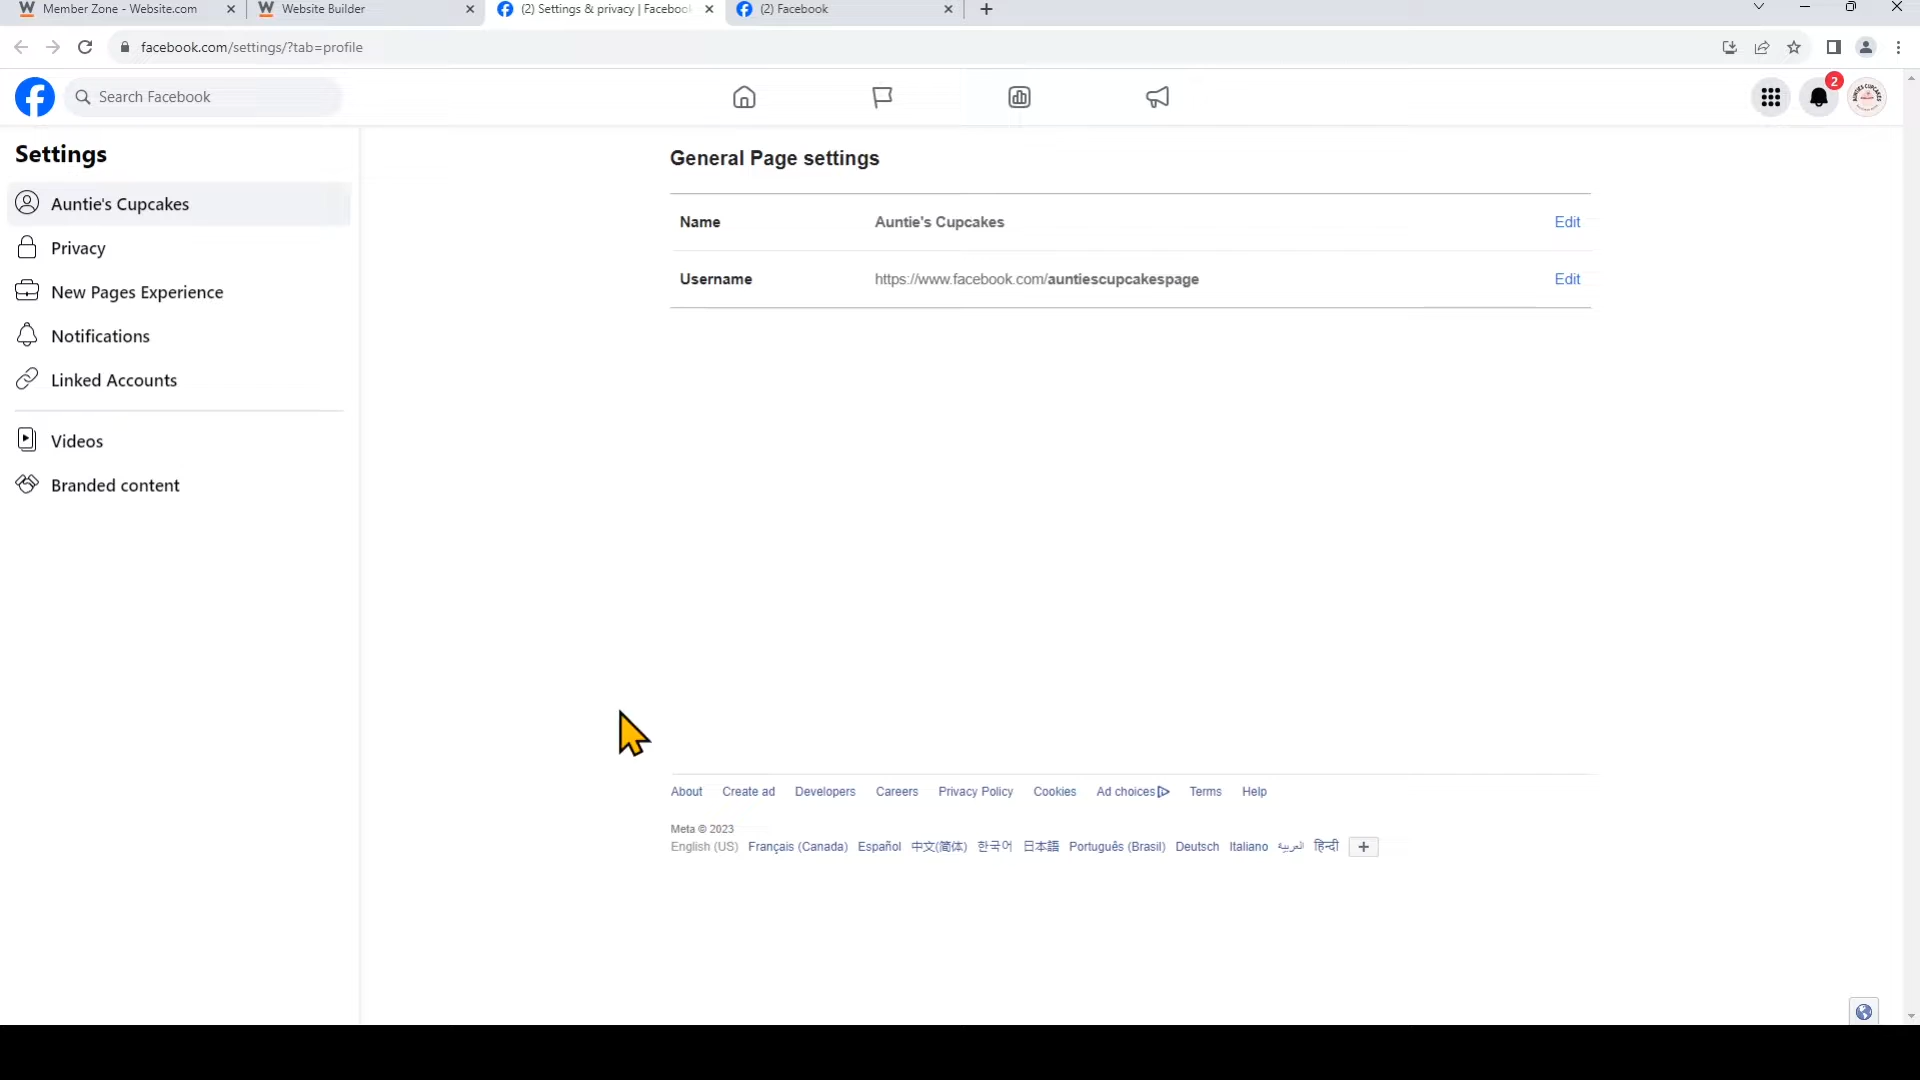 Member Zone - Website.com
Website Builder
(2) Settings & privacy | Facebook
(2) Facebook
facebook.com/settings/?tab=profile
Search Facebook
2
Settings
Auntie's Cupcakes
Privacy
New Pages Experience
Notifications
Linked Accounts
Videos
Branded content
General Page settings
Name Auntie's Cupcakes Edit
Username https://www.facebook.com/auntiescupcakespage Edit
About Create ad Developers Careers Privacy Policy Cookies Ad choices Terms Help
Meta © 2023
English (US) Français (Canada) Español 中文(简体) 한국어 日本語 Português (Brasil) Deutsch Italiano العربية हिन्दी +